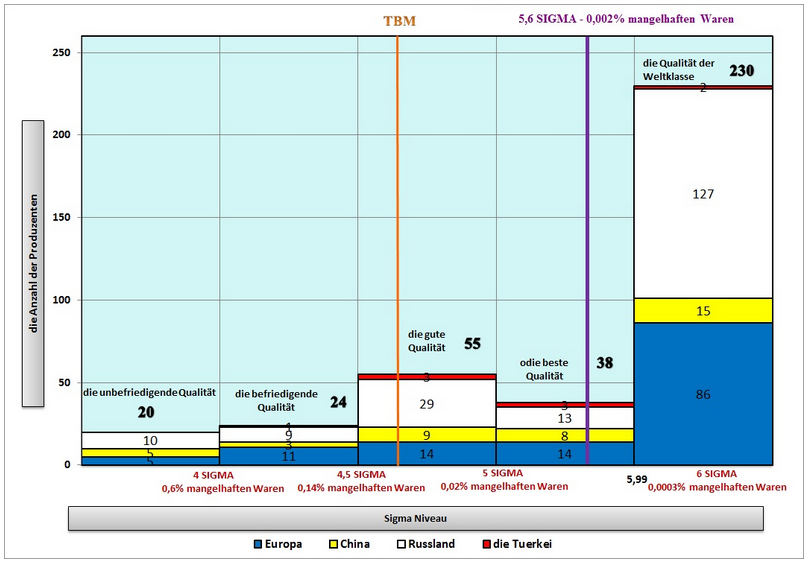 TBM
5,6 SIGMA - 0,002% mangelhaften Waren
250
200
150
100
50
0
die Anzahl der Produzenten
die unbefriedigende Qualität
20
10
5
5
die befriedigende
Qualität
24
1
9
3
11
die gute
Qualität
55
3
29
9
14
odie beste
Qualität
38
3
13
8
14
die Qualität der
Weltklasse
230
2
127
15
86
4 SIGMA
0,6% mangelhaften Waren
4,5 SIGMA
0,14% mangelhaften Waren
5 SIGMA
0,02% mangelhaften Waren
5,99
6 SIGMA
0,0003% mangelhaften Waren
Sigma Niveau
Europa
China
Russland
die Tuerkei